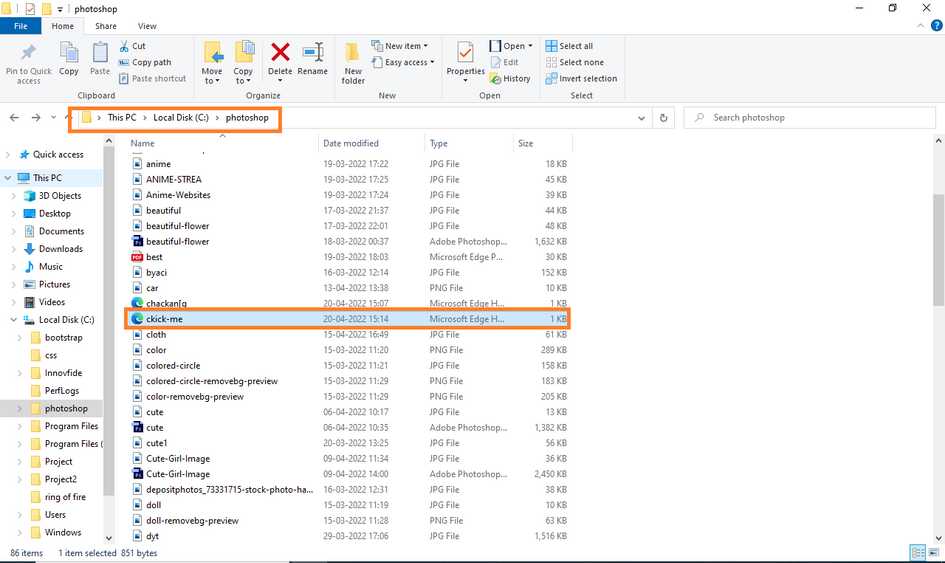 photoshop
File Home Share View
Pin to Quick access
Copy
Paste
Cut
Copy path
Paste shortcut
Clipboard
Move to
Copy to
Delete
Rename
Organize
New folder
New item
Easy access
New
Properties
Open
Edit
History
Open
Select all
Select none
Invert selection
Select
This PC > Local Disk (C:) > photoshop
Search photoshop
Quick access
This PC
3D Objects
Desktop
Documents
Downloads
Music
Pictures
Videos
Local Disk (C:)
bootstrap
css
Innovfide
PerfLogs
photoshop
Program Files
Program Files (
Project
Project2
ring of fire
Users
Windows
Name Date modified Type Size
anime 19-03-2022 17:22 JPG File 18 KB
ANIME-STREA 19-03-2022 17:25 JPG File 45 KB
Anime-Websites 19-03-2022 17:24 JPG File 39 KB
beautiful 17-03-2022 21:37 JPG File 44 KB
beautiful-flower 17-03-2022 22:01 JPG File 48 KB
beautiful-flower 18-03-2022 00:37 Adobe Photoshop... 1,632 KB
best 19-03-2022 18:03 Microsoft Edge P... 30 KB
byaci 16-03-2022 12:14 JPG File 152 KB
car 13-04-2022 13:38 PNG File 10 KB
chackan[g 20-04-2022 15:07 Microsoft Edge H... 1 KB
ckick-me 20-04-2022 15:14 Microsoft Edge H... 1 KB
cloth 15-04-2022 16:49 JPG File 61 KB
color 15-03-2022 11:20 PNG File 289 KB
colored-circle 15-03-2022 11:21 JPG File 158 KB
colored-circle-removebg-preview 15-03-2022 11:29 PNG File 183 KB
color-removebg-preview 15-03-2022 11:29 PNG File 205 KB
cute 06-04-2022 10:17 JPG File 13 KB
cute 06-04-2022 10:35 Adobe Photoshop... 1,382 KB
cute1 20-03-2022 13:25 JPG File 56 KB
Cute-Girl-Image 09-04-2022 11:34 JPG File 36 KB
Cute-Girl-Image 09-04-2022 14:00 Adobe Photoshop... 2,450 KB
depositphotos_73331715-stock-photo-ha... 16-03-2022 12:31 JPG File 38 KB
doll 15-03-2022 11:19 JPG File 10 KB
doll-removebg-preview 15-03-2022 11:28 PNG File 63 KB
dyt 29-03-2022 17:06 JPG File 1,516 KB
86 items 1 item selected 851 bytes